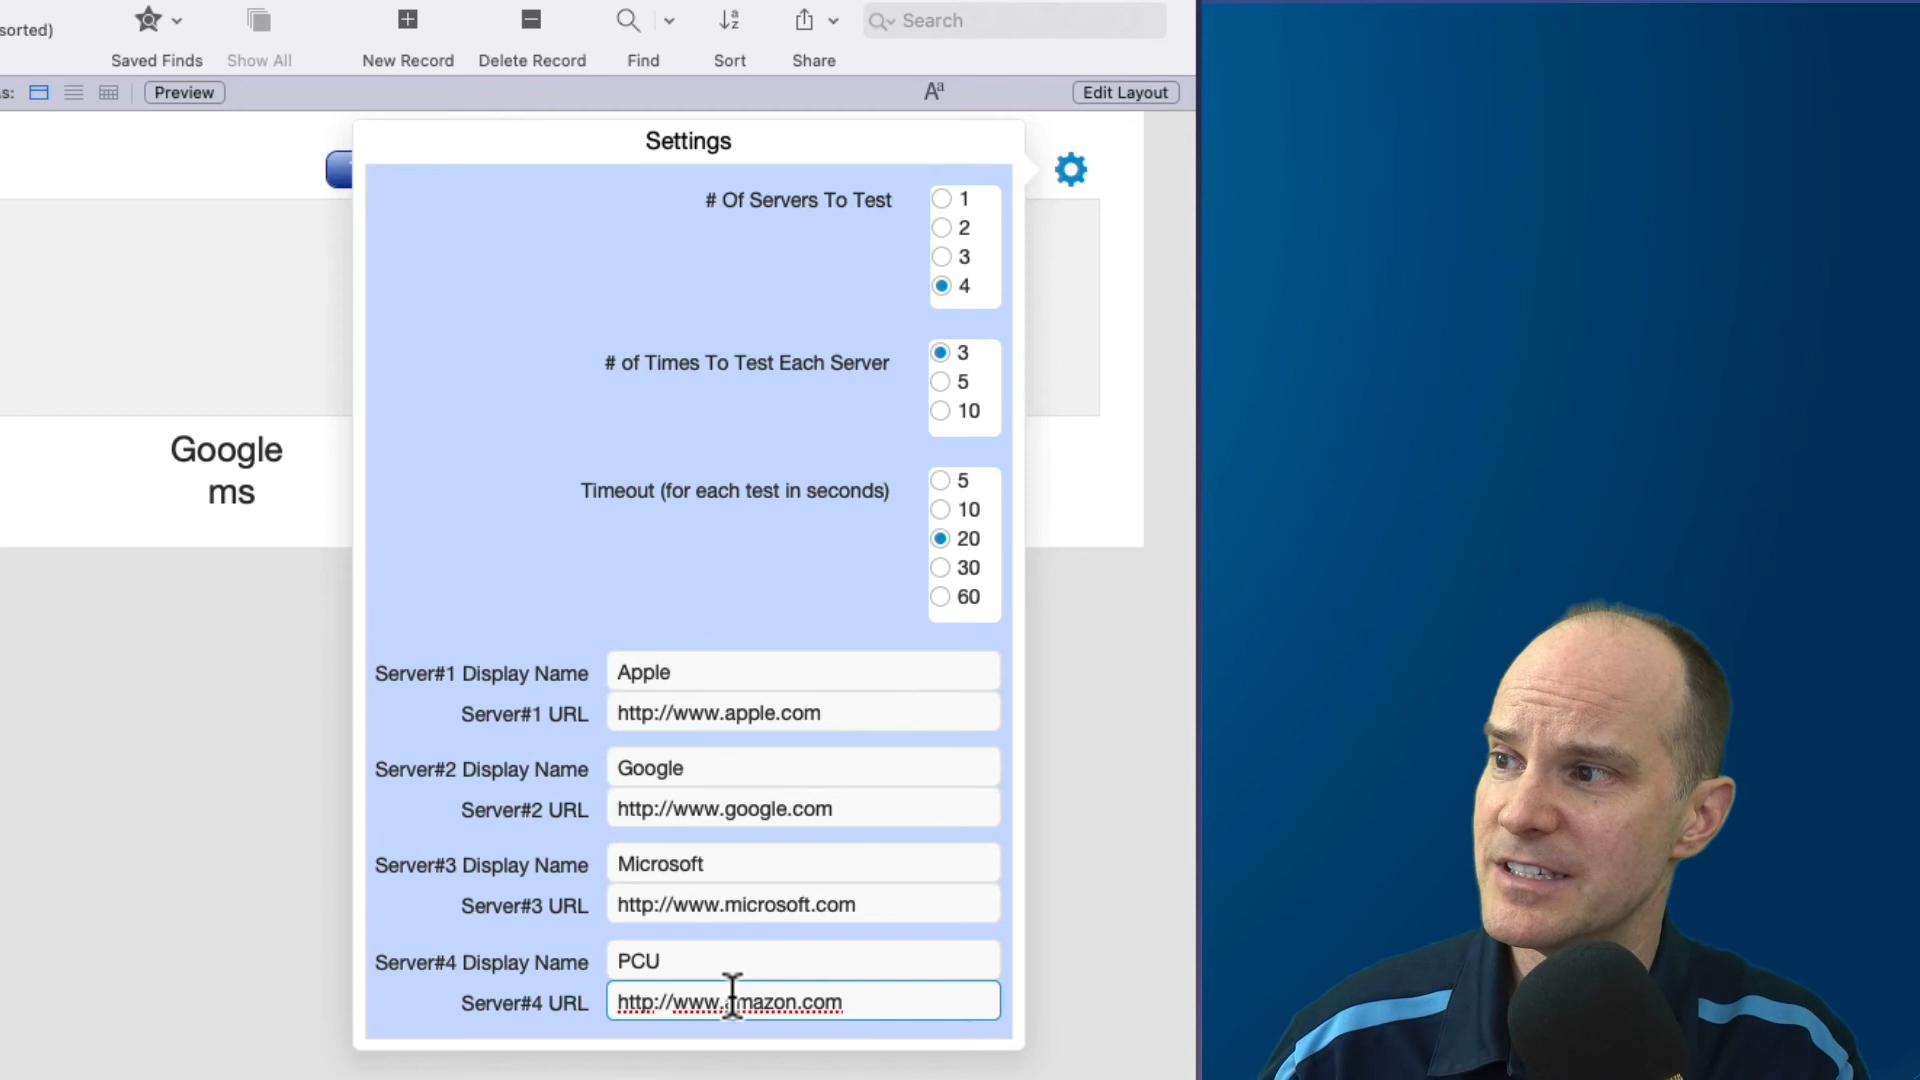 sorted)
Saved Finds
Show All
New Record
Delete Record
Find
Sort
Share
Search
s:
Preview
Aa
Edit Layout
Settings
# Of Servers To Test
1
2
3
4
# of Times To Test Each Server
3
5
10
Google
ms
Timeout (for each test in seconds)
5
10
20
30
60
Server#1 Display Name Apple
Server#1 URL http://www.apple.com
Server#2 Display Name Google
Server#2 URL http://www.google.com
Server#3 Display Name Microsoft
Server#3 URL http://www.microsoft.com
Server#4 Display Name PCU
Server#4 URL http://www.amazon.com